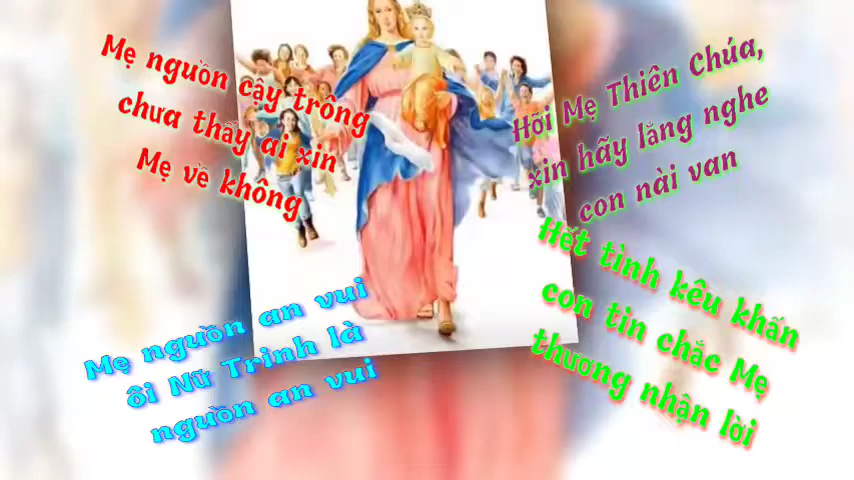 Mẹ nguồn cậy trông
chưa thấy ai xin
Mẹ về không
Hỡi Mẹ Thiên Chúa,
xin hãy lắng nghe
con nài van
Mẹ nguồn an vui
ôi Nữ Trinh là
nguồn an vui
Hết tình kêu khấn
con tin chắc Mẹ
thương nhận lời